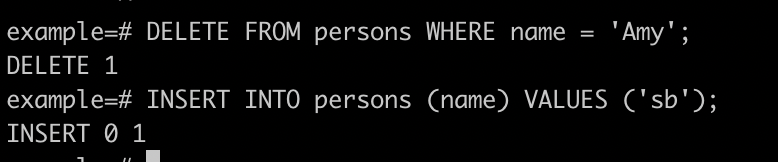 example=# DELETE FROM persons WHERE name = 'Amy';
DELETE 1
example=# INSERT INTO persons (name) VALUES ('sb');
INSERT 0 1